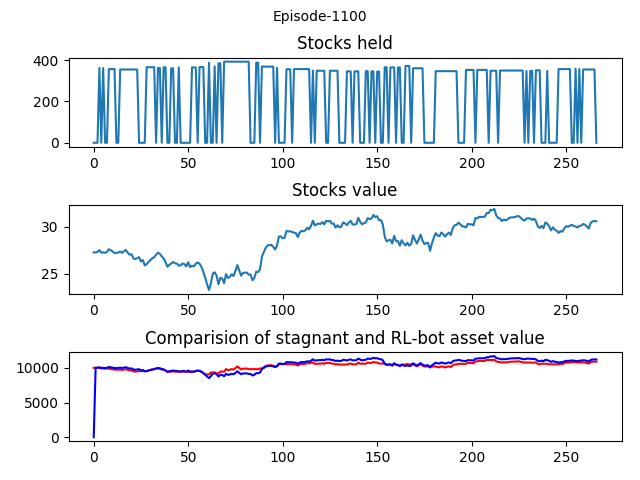 Episode-1100
Stocks held
400
200
0
0 50 100 150 200 250
Stocks value
30
25
0 50 100 150 200 250
Comparision of stagnant and RL-bot asset value
10000
5000
0
0 50 100 150 200 250